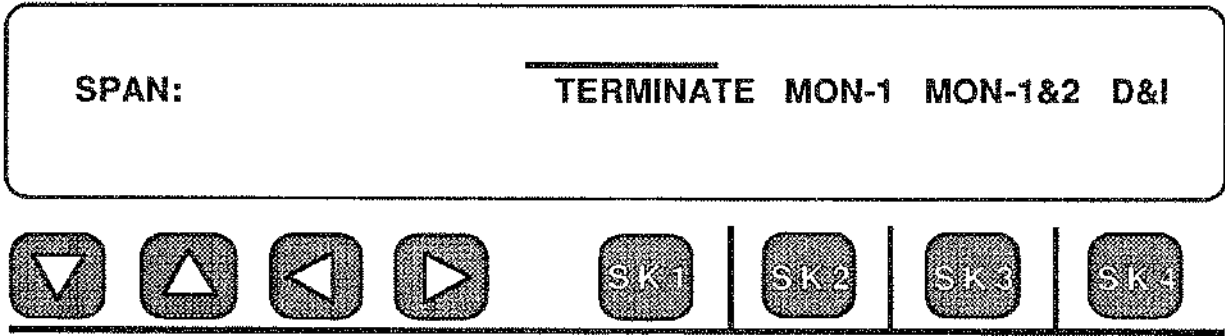 SPAN: TERMINATE MON-1 MON-1&2 D&I
SK1 SK2 SK3 SK4